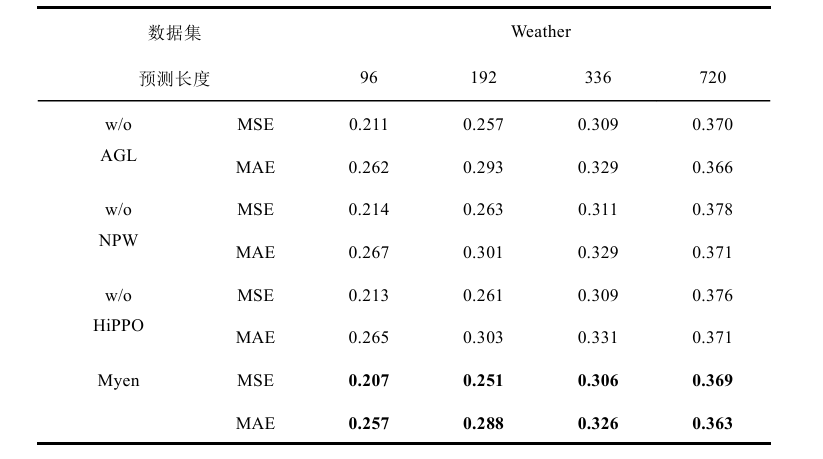 数据集 Weather
预测长度 96 192 336 720
w/o AGL MSE 0.211 0.257 0.309 0.370
MAE 0.262 0.293 0.329 0.366
w/o NPW MSE 0.214 0.263 0.311 0.378
MAE 0.267 0.301 0.329 0.371
w/o HiPPO MSE 0.213 0.261 0.309 0.376
MAE 0.265 0.303 0.331 0.371
Myen MSE 0.207 0.251 0.306 0.369
MAE 0.257 0.288 0.326 0.363